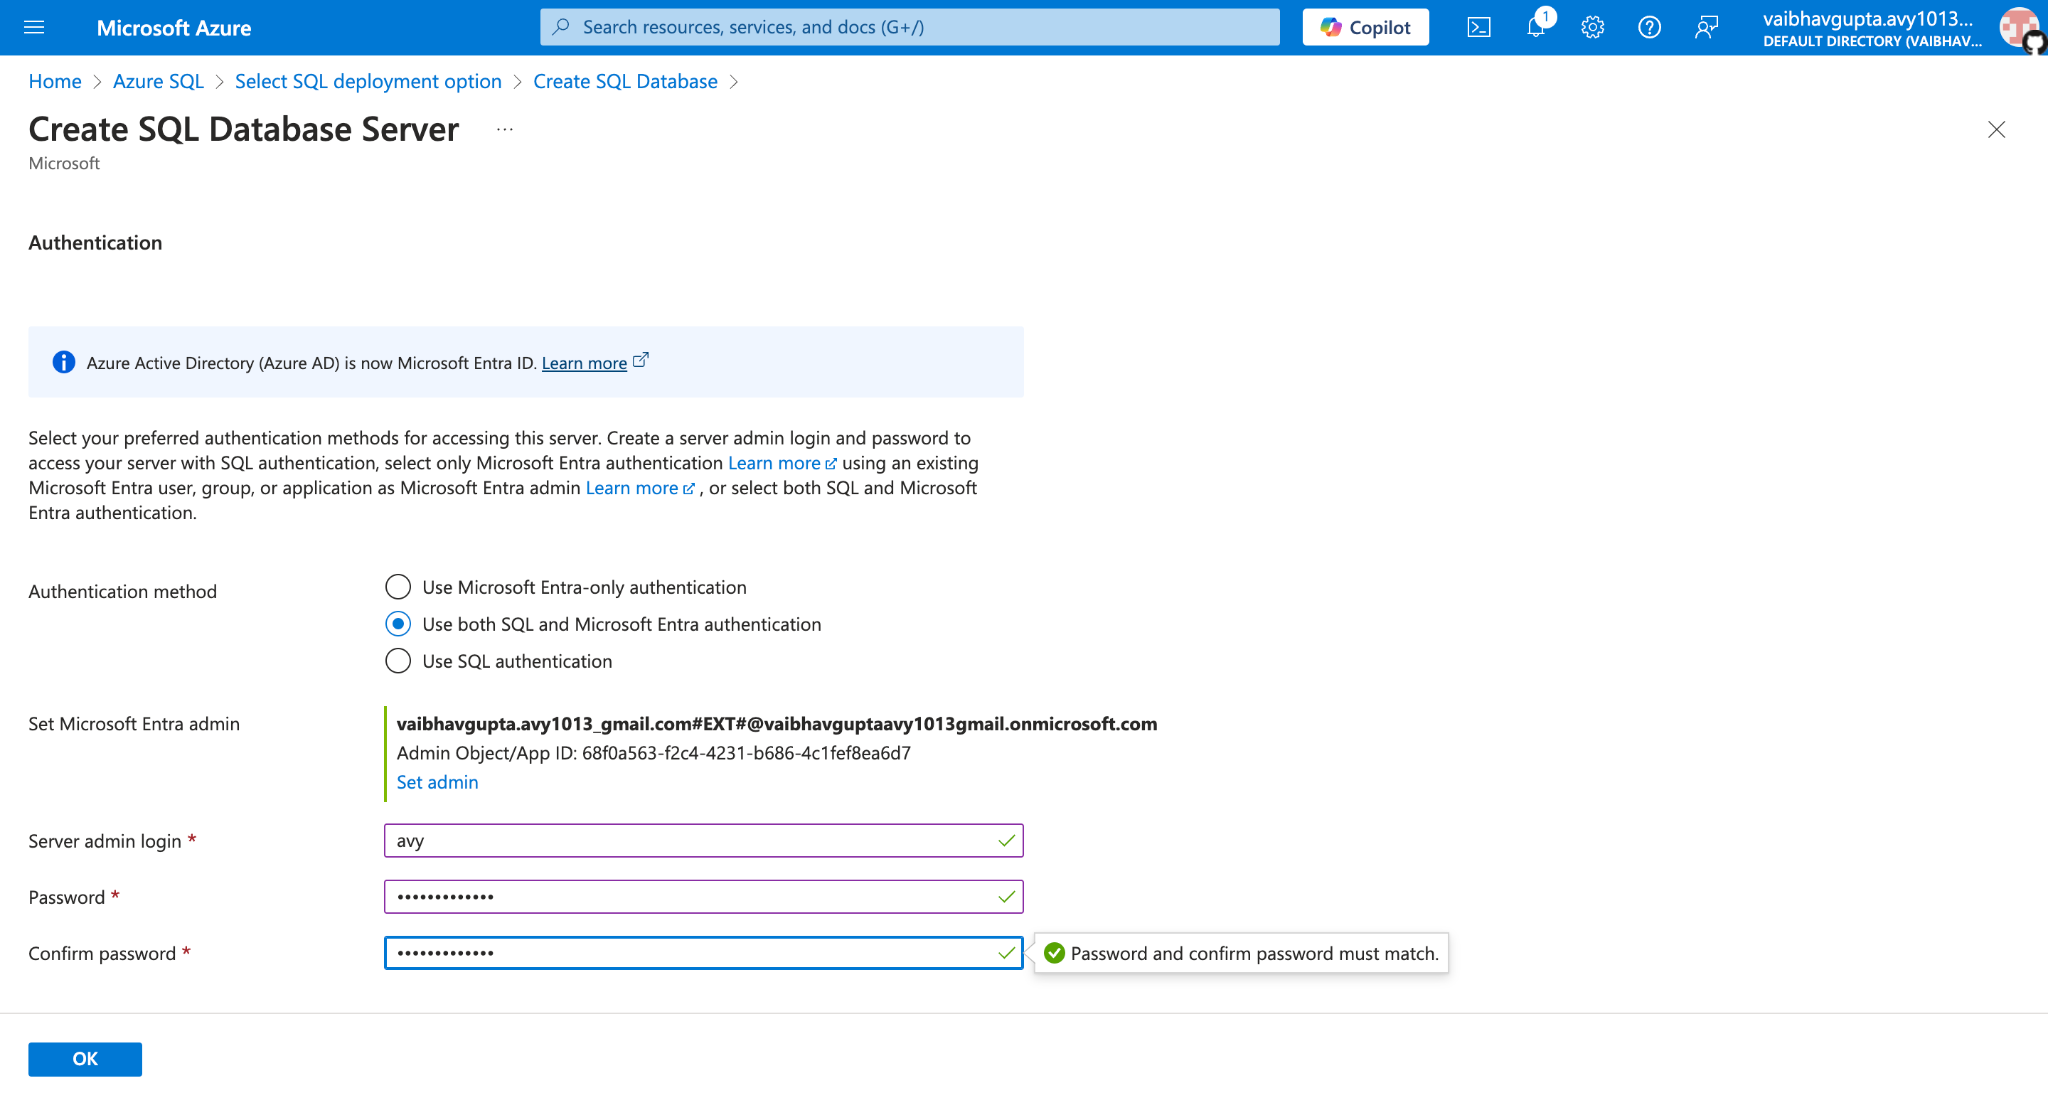 Microsoft Azure
Search resources, services, and docs (G+/)
Copilot
1
vaibhavgupta.avy1013...
DEFAULT DIRECTORY (VAIBHAV...
Home > Azure SQL > Select SQL deployment option > Create SQL Database >
Create SQL Database Server ...
Microsoft
Authentication
Azure Active Directory (Azure AD) is now Microsoft Entra ID. Learn more
Select your preferred authentication methods for accessing this server. Create a server admin login and password to
access your server with SQL authentication, select only Microsoft Entra authentication Learn more using an existing
Microsoft Entra user, group, or application as Microsoft Entra admin Learn more , or select both SQL and Microsoft
Entra authentication.
Authentication method
Use Microsoft Entra-only authentication
Use both SQL and Microsoft Entra authentication
Use SQL authentication
Set Microsoft Entra admin
vaibhavgupta.avy1013_gmail.com#EXT#@vaibhavguptaavy1013gmail.onmicrosoft.com
Admin Object/App ID: 68f0a563-f2c4-4231-b686-4c1fef8ea6d7
Set admin
Server admin login *
avy
Password *
•••••••••••••
Confirm password *
•••••••••••••
Password and confirm password must match.
OK